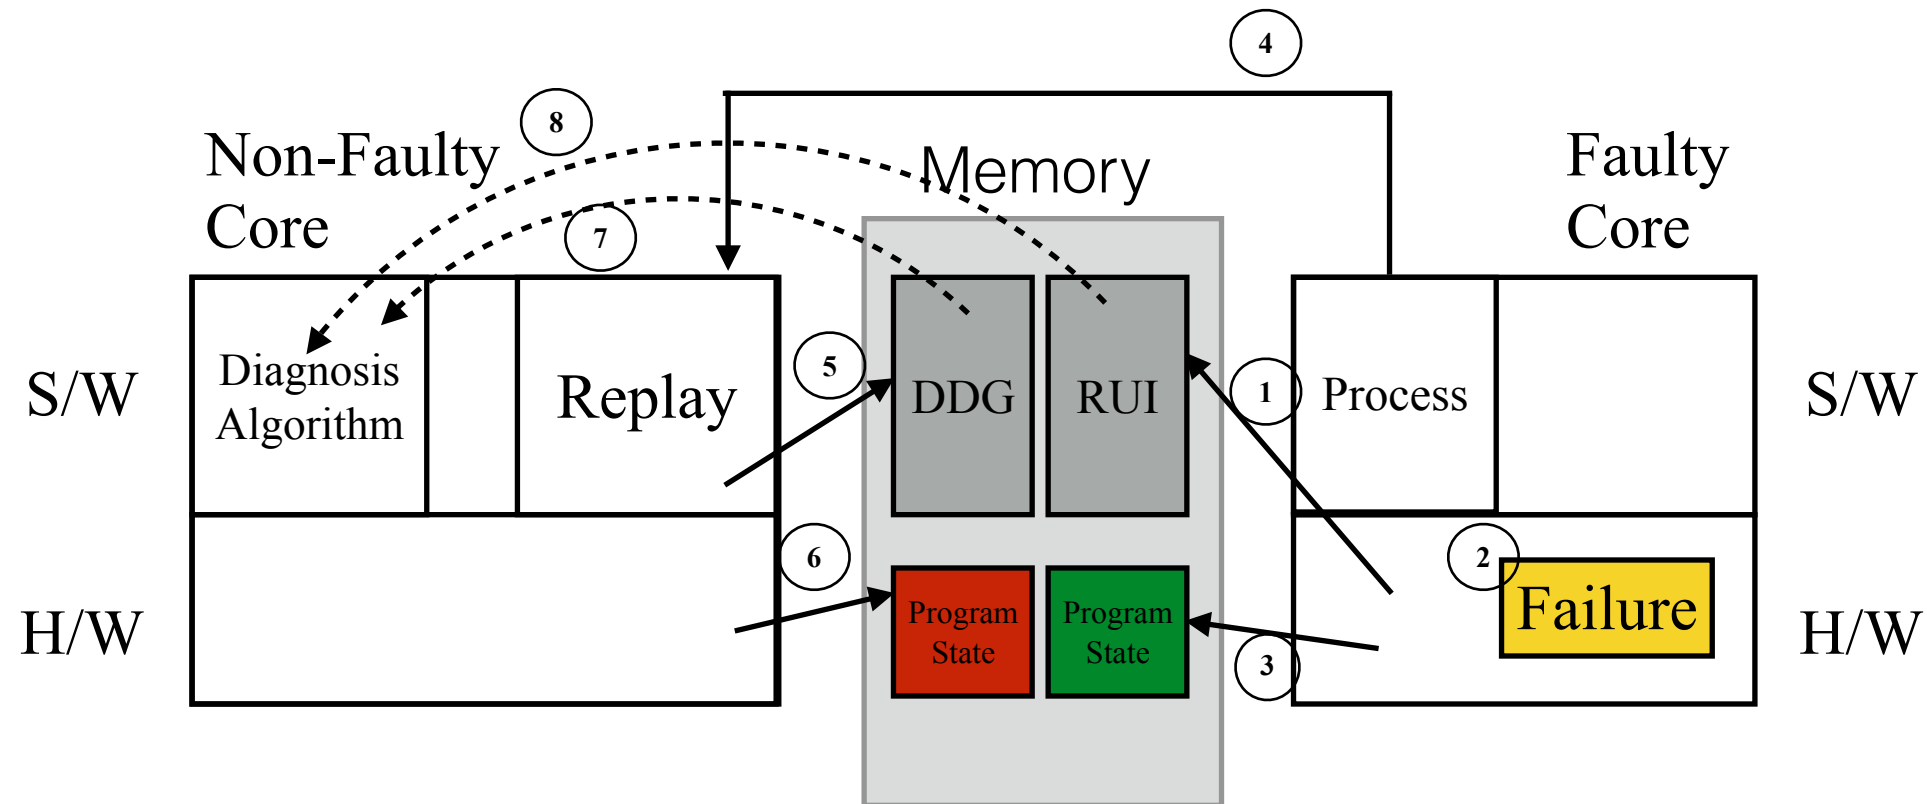 4
8
Non-Faulty
Core
Memory
Faulty
Core
7
S/W
Diagnosis
Algorithm
Replay
5
DDG
RUI
1
Process
S/W
H/W
6
Program
State
Program
State
3
2
Failure
H/W